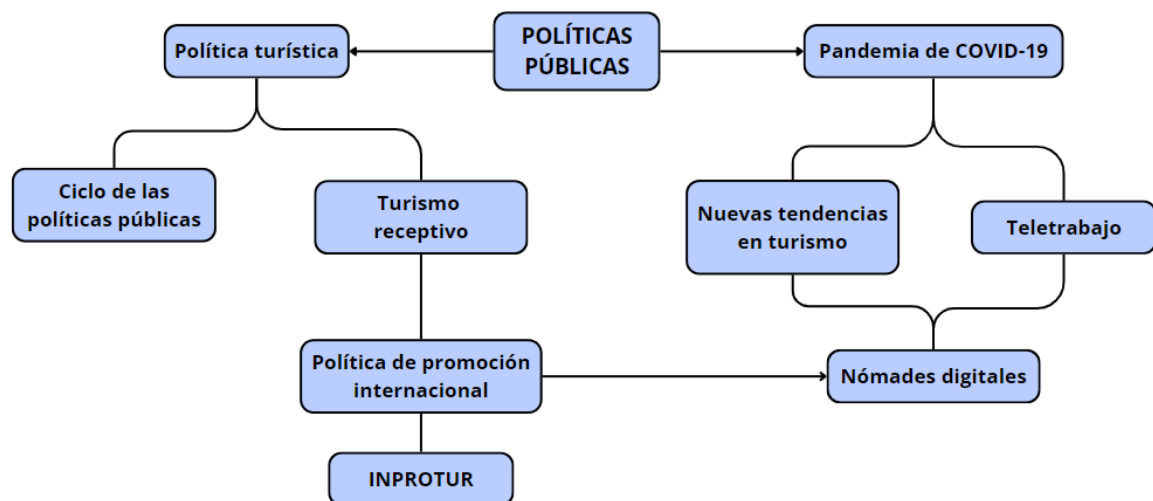 Política turística
POLÍTICAS
PÚBLICAS
Pandemia de COVID-19
Ciclo de las
políticas públicas
Turismo
receptivo
Nuevas tendencias
en turismo
Teletrabajo
Política de promoción
internacional
Nómades digitales
INPROTUR